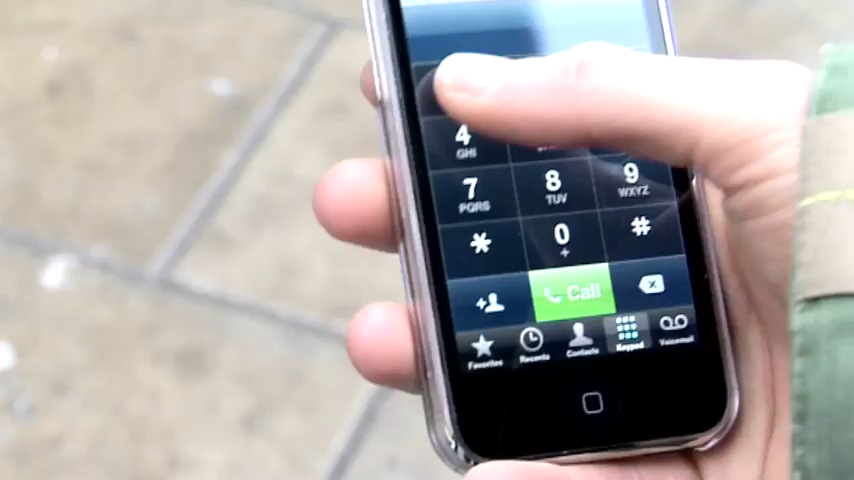 4
GHI
7 8 9
PQRS TUV WXYZ
* 0 #
+
+ Call
Favorites Recents Contacts Keypad Voicemail